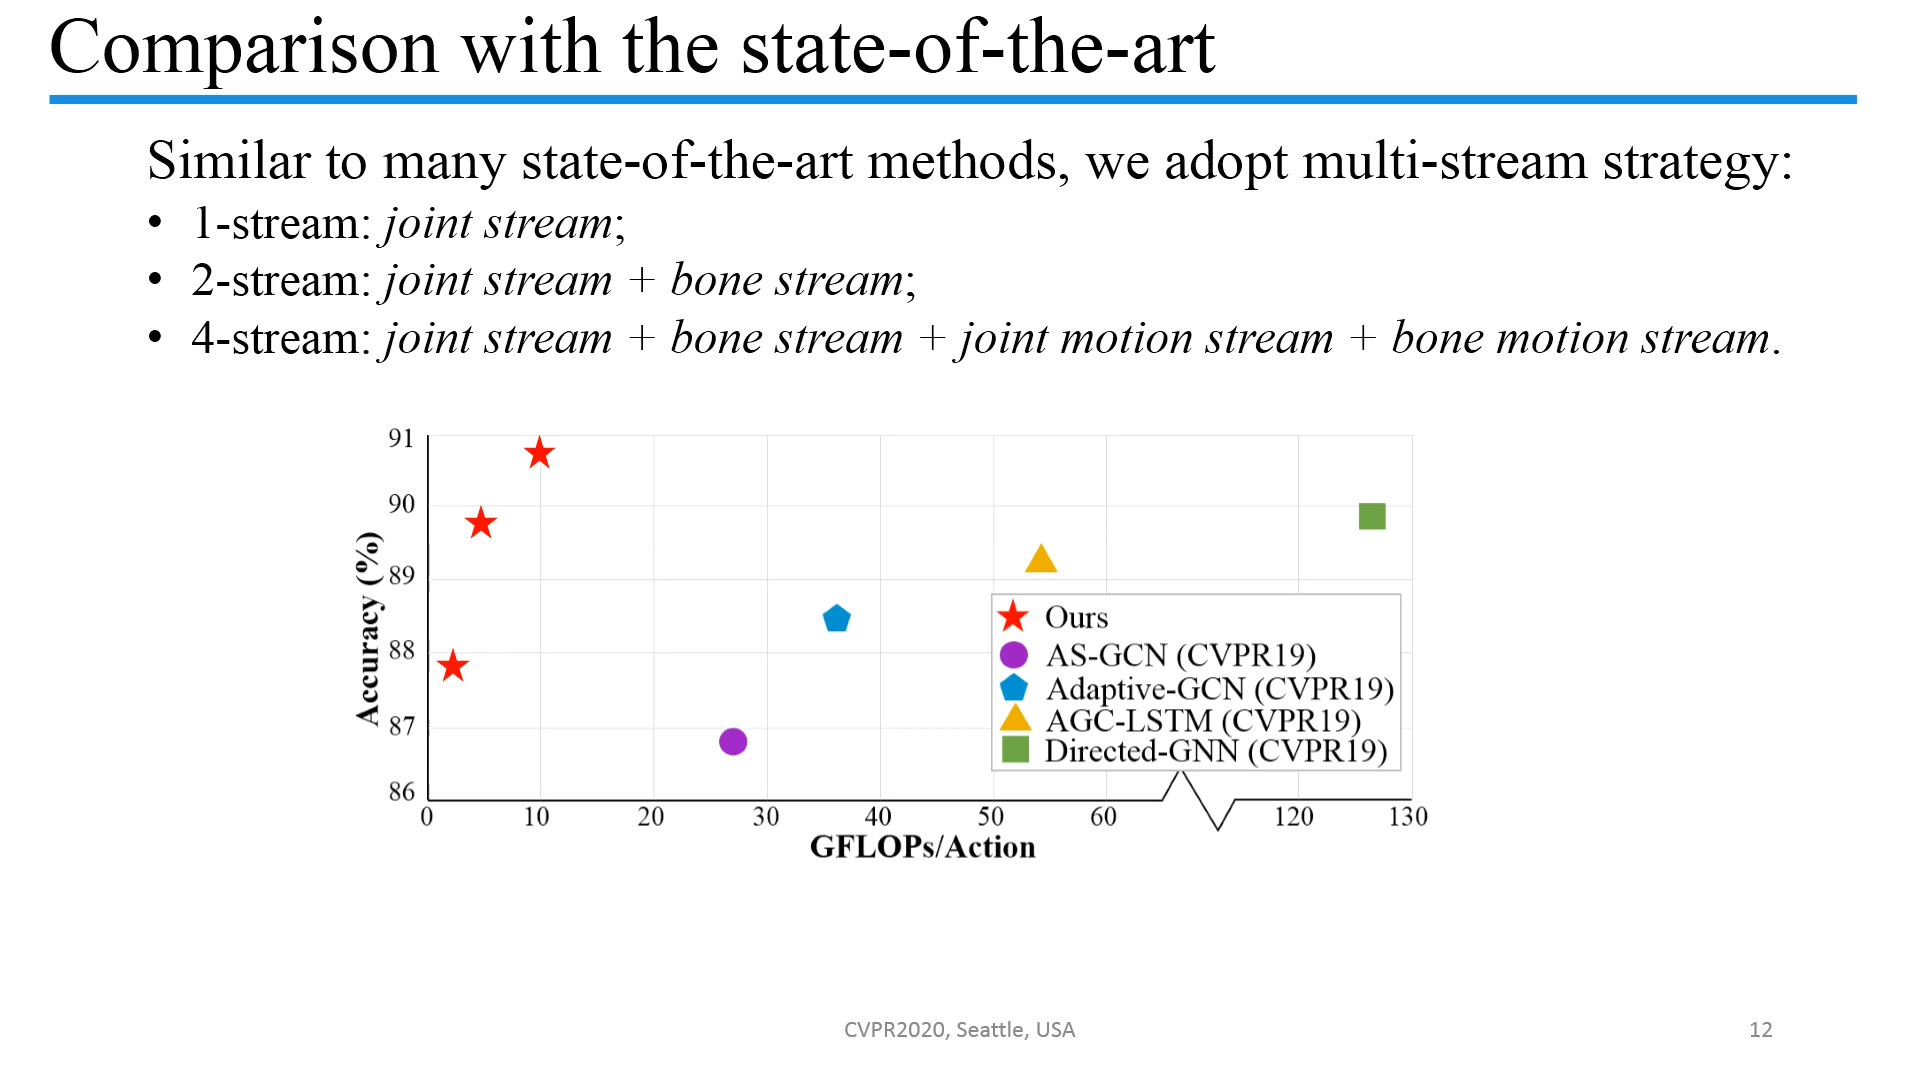 Comparison with the state-of-the-art
Similar to many state-of-the-art methods, we adopt multi-stream strategy:
• 1-stream: joint stream;
• 2-stream: joint stream + bone stream;
• 4-stream: joint stream + bone stream + joint motion stream + bone motion stream.
Accuracy (%)
91
90
89
88
87
86
Ours
AS-GCN (CVPR19)
Adaptive-GCN (CVPR19)
AGC-LSTM (CVPR19)
Directed-GNN (CVPR19)
0 10 20 30 40 50 60 120 130
GFLOPs/Action
CVPR2020, Seattle, USA
12